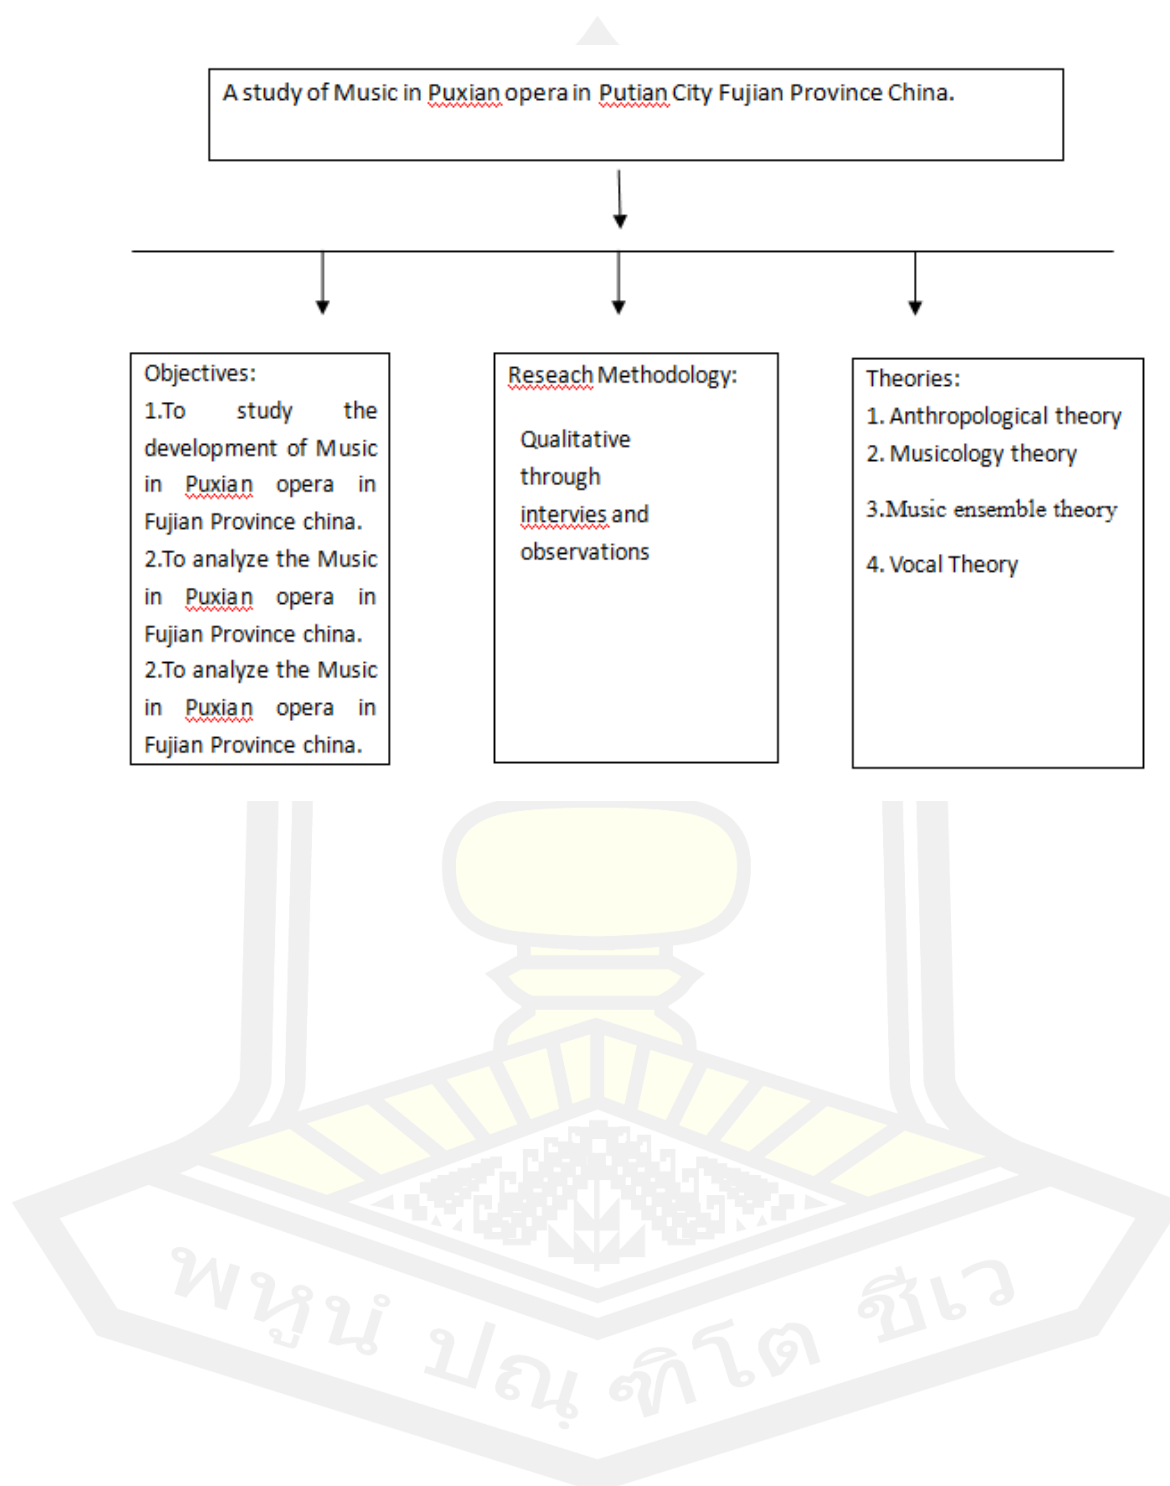 A study of Music in Puxian opera in Putian City Fujian Province China.
Objectives:
1.To study the
development of Music
in Puxian opera in
Fujian Province china.
2.To analyze the Music
in Puxian opera in
Fujian Province china.
2.To analyze the Music
in Puxian opera in
Fujian Province china.
Reseach Methodology:
Qualitative
through
intervies and
observations
Theories:
1. Anthropological theory
2. Musicology theory
3.Music ensemble theory
4. Vocal Theory
พหูนํ ปณฺฑิโต ชีเว